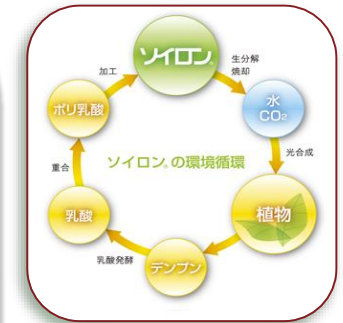 ソイロン®
生分解
焼却
水
CO₂
光合成
植物
デンプン
乳酸発酵
乳酸
重合
ポリ乳酸
加工
ソイロン®の環境循環